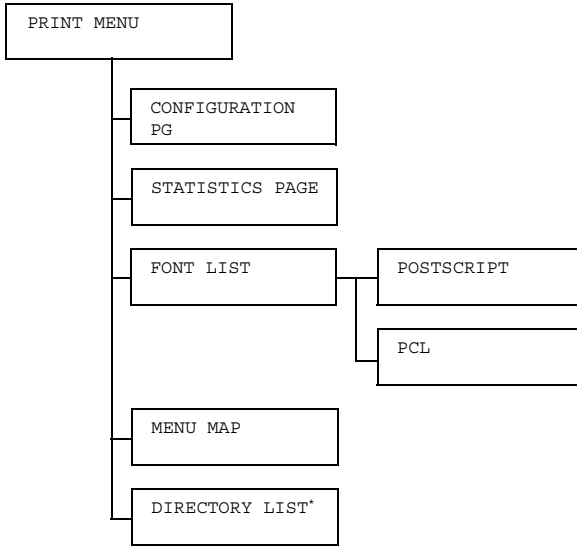 PRINT MENU
CONFIGURATION
PG
STATISTICS PAGE
FONT LIST
POSTSCRIPT
PCL
MENU MAP
DIRECTORY LIST*